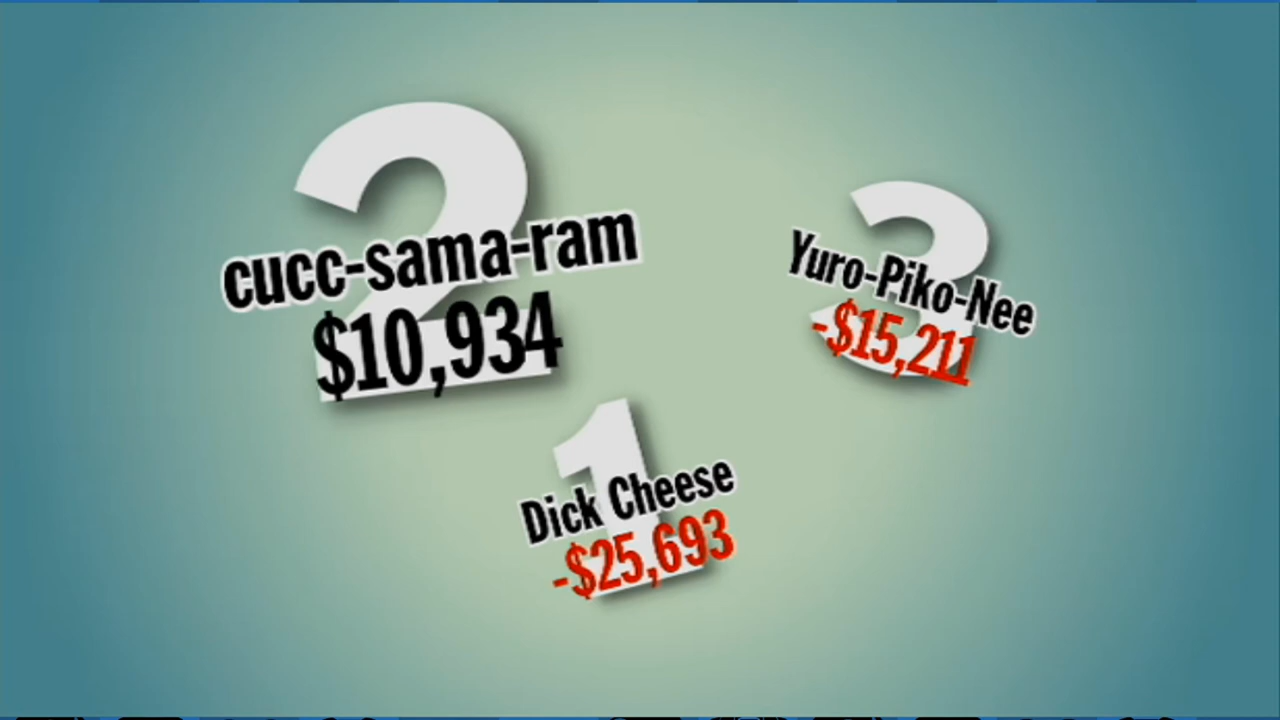 2
cucc-sama-ram
$10,934
3
Yuro-Piko-Nee
-$15,211
1
Dick Cheese
-$25,693